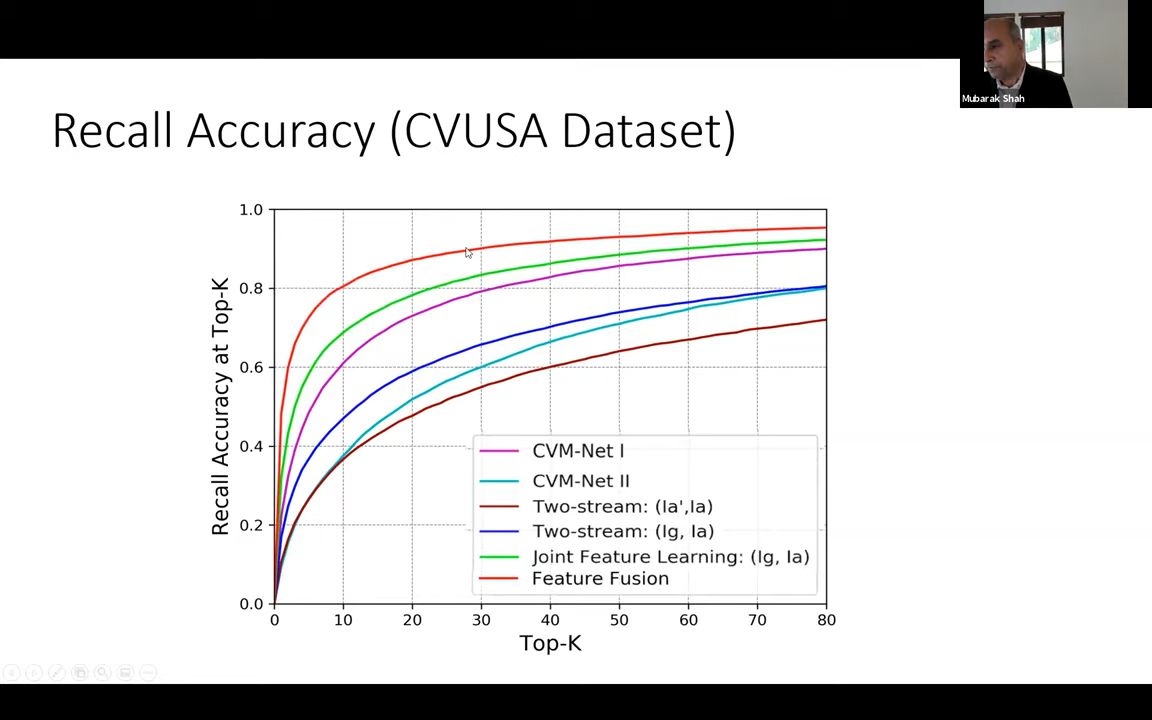 Mubarak Shah
Recall Accuracy (CVUSA Dataset)
Recall Accuracy at Top-K
1.0
0.8
0.6
0.4
0.2
0.0
CVM-Net I
CVM-Net II
Two-stream: (Ia',Ia)
Two-stream: (Ig, Ia)
Joint Feature Learning: (Ig, Ia)
Feature Fusion
0 10 20 30 40 50 60 70 80
Top-K